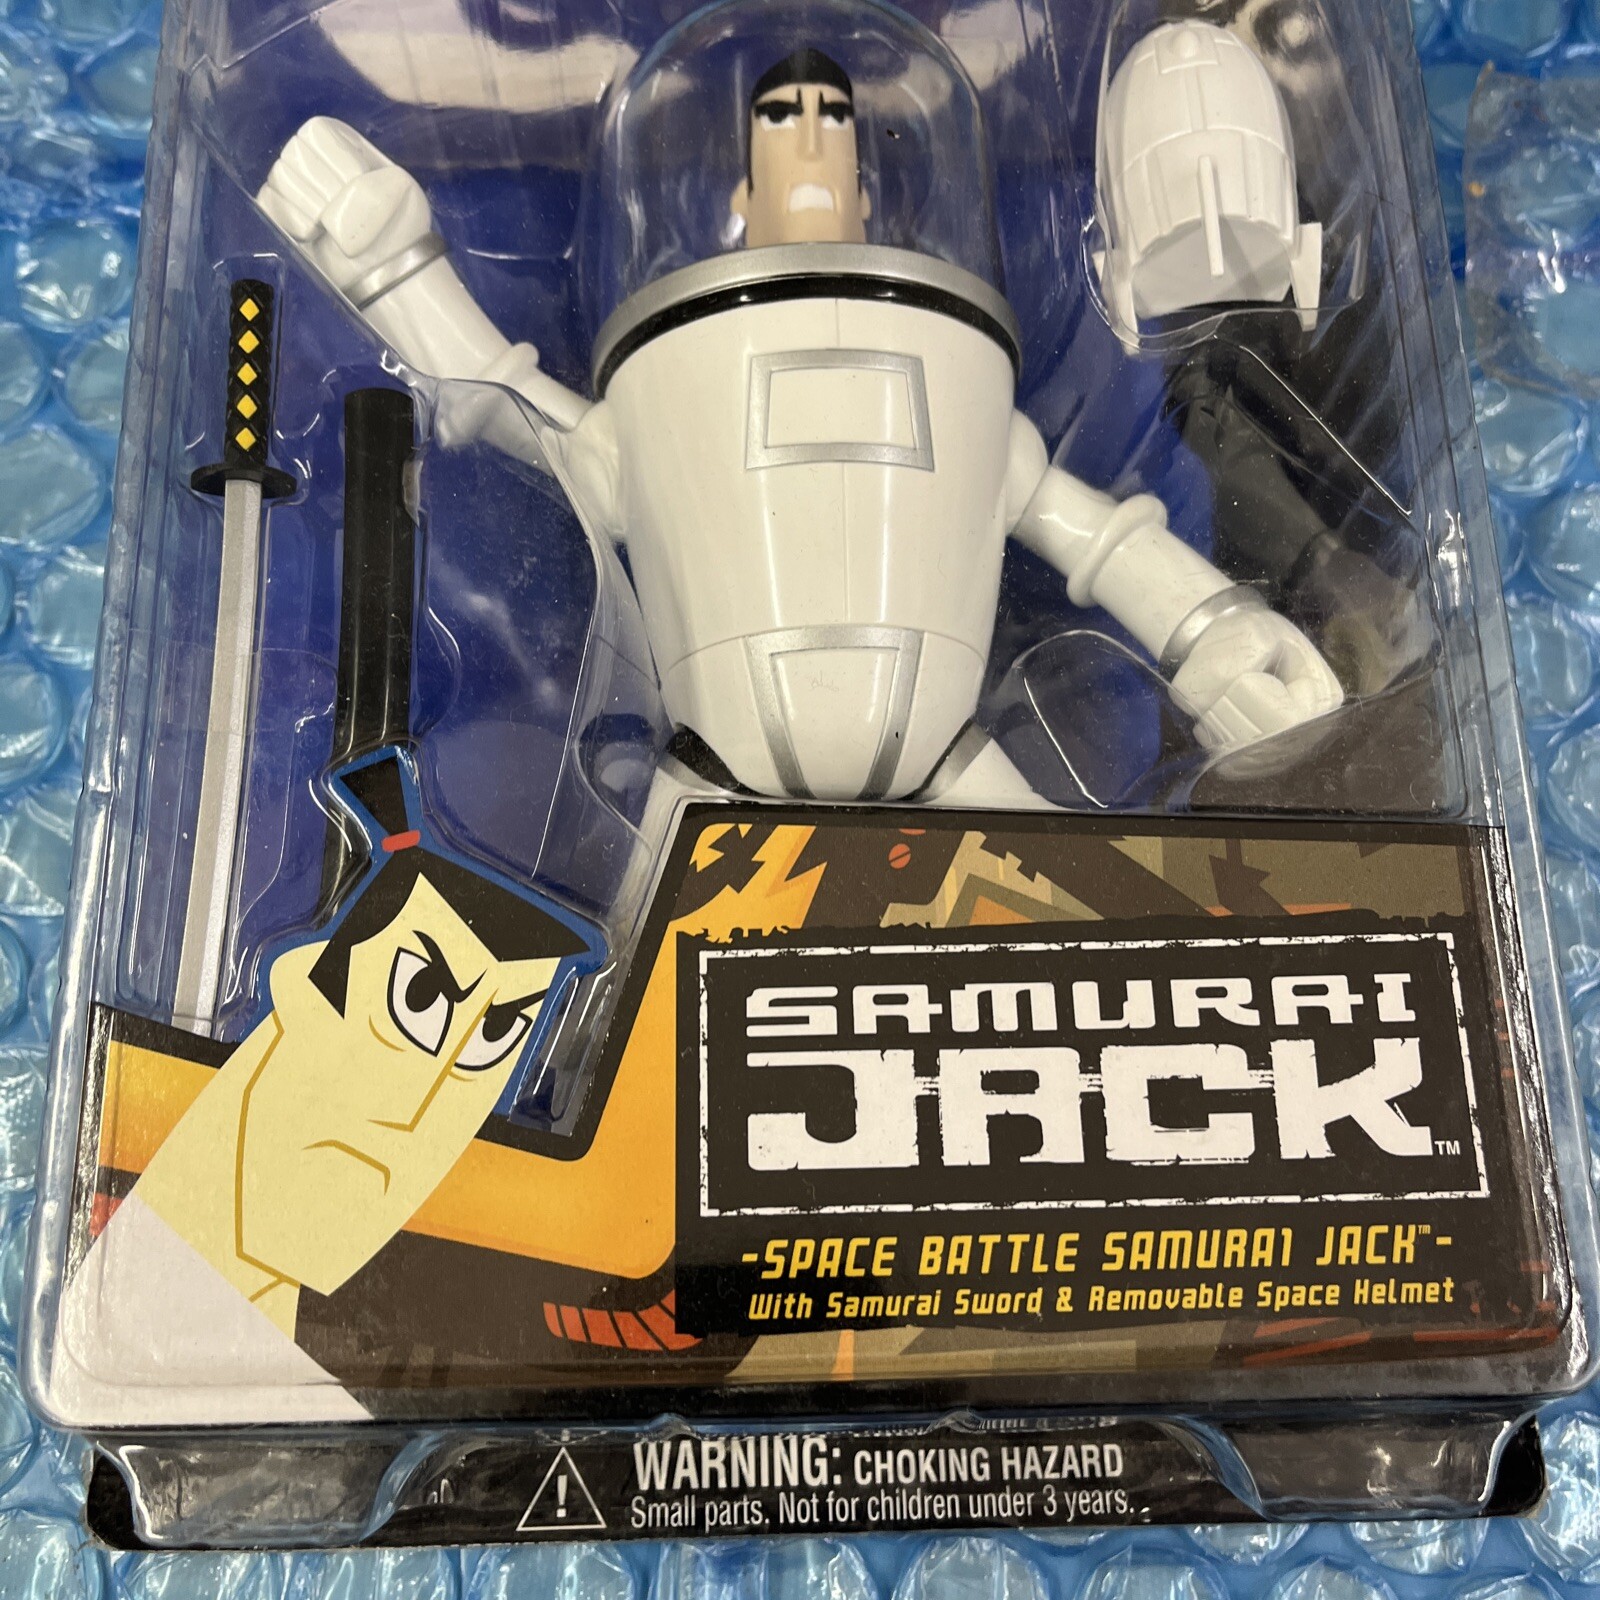 SAMURAI
JACK™
-SPACE BATTLE SAMURAI JACK™-
With Samurai Sword & Removable Space Helmet
WARNING: CHOKING HAZARD
Small parts. Not for children under 3 years.